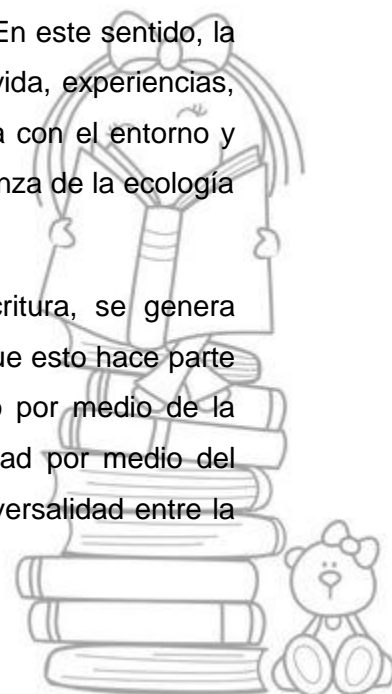 En este sentido, la
vida, experiencias,
con el entorno y
nza de la ecología
critura, se genera
ue esto hace parte
por medio de la
ad por medio del
versalidad entre la